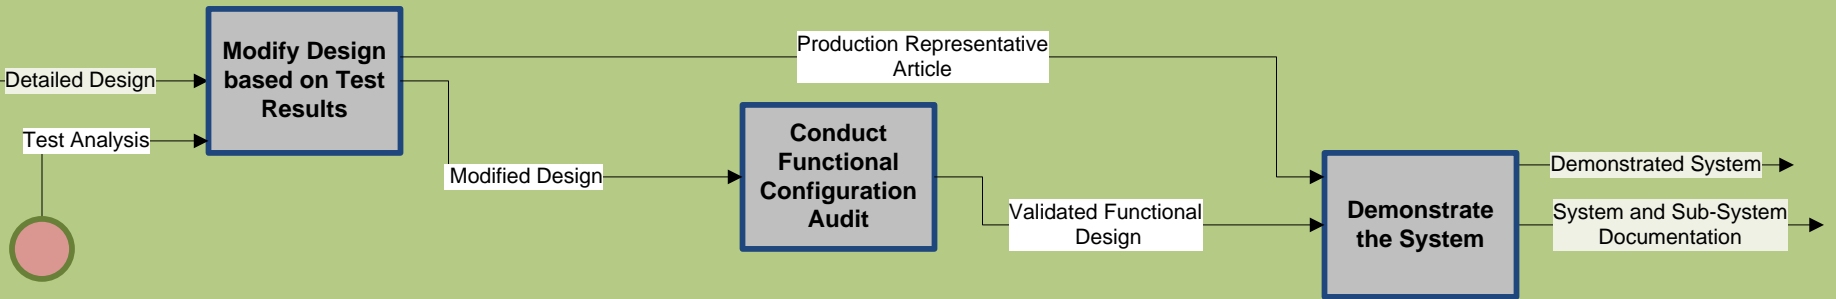 Detailed Design
Test Analysis
Modify Design
based on Test
Results
Production Representative
Article
Modified Design
Conduct
Functional
Configuration
Audit
Validated Functional
Design
Demonstrate
the System
Demonstrated System
System and Sub-System
Documentation